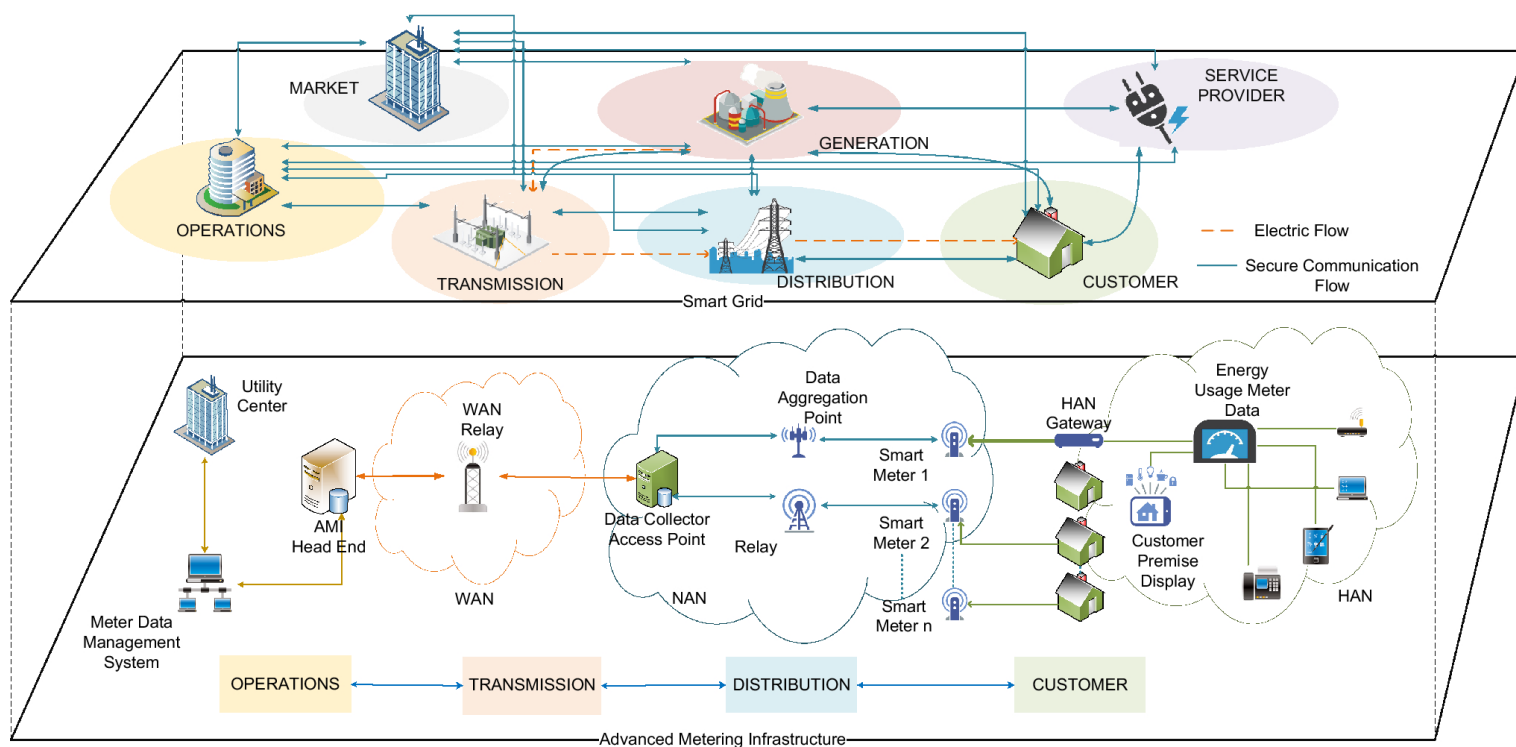 MARKET
SERVICE
PROVIDER
GENERATION
OPERATIONS
TRANSMISSION
DISTRIBUTION
CUSTOMER
Electric Flow
Secure Communication
Flow
Smart Grid
Utility
Center
WAN
Relay
Data
Aggregation
Point
HAN
Gateway
Energy
Usage Meter
Data
Smart
Meter 1
AMI
Head End
Data Collector
Access Point
Relay
Smart
Meter 2
Customer
Premise
Display
WAN
NAN
Smart
Meter n
HAN
Meter Data
Management
System
OPERATIONS
TRANSMISSION
DISTRIBUTION
CUSTOMER
Advanced Metering Infrastructure